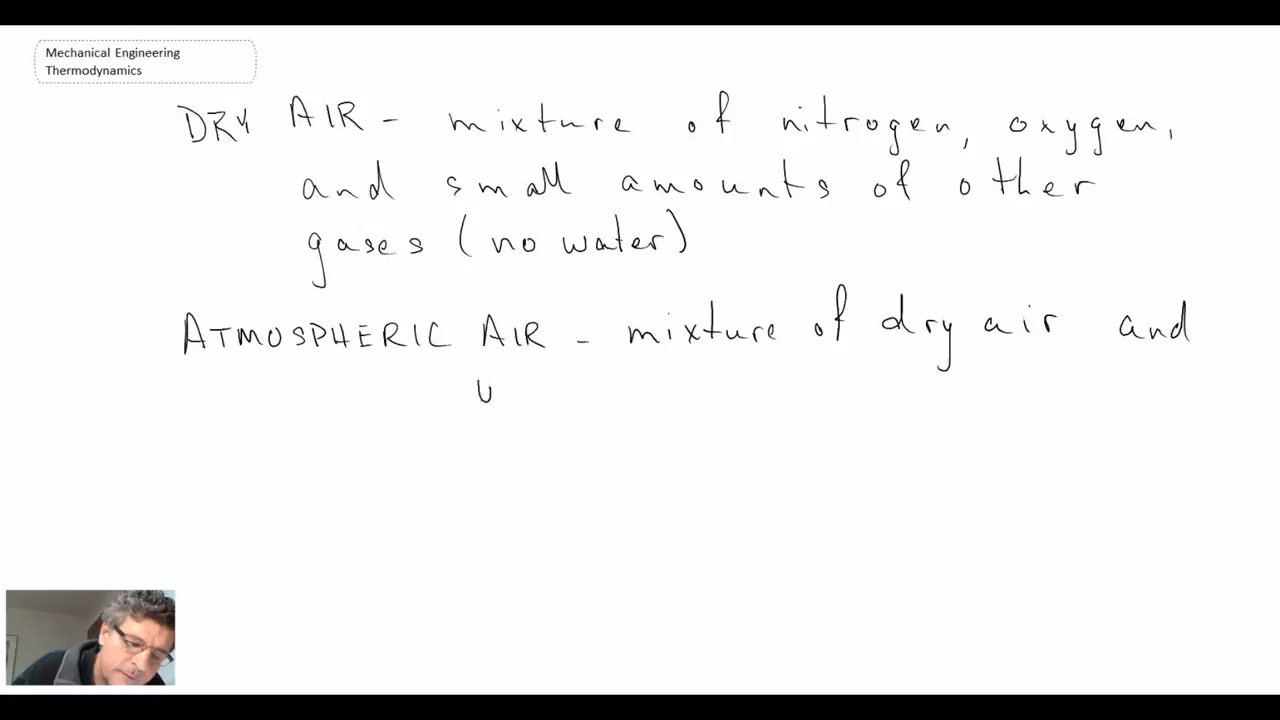 Mechanical Engineering
Thermodynamics
DRY AIR - mixture of nitrogen, oxygen,
and small amounts of other
gases (no water)
ATMOSPHERIC AIR - mixture of dry air and